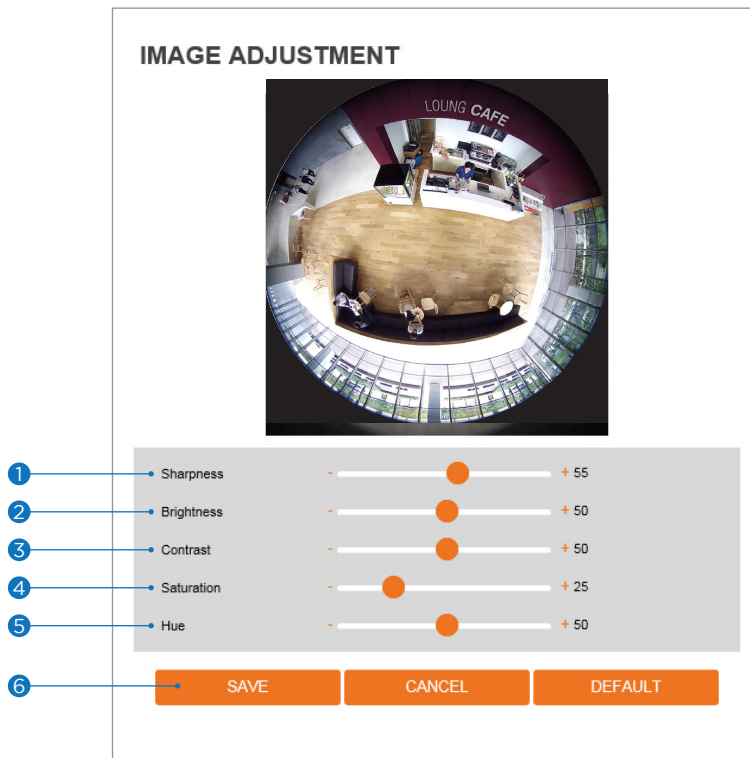 IMAGE ADJUSTMENT
LOUNG CAFE
1 Sharpness - + 55
2 Brightness - + 50
3 Contrast - + 50
4 Saturation - + 25
5 Hue - + 50
6 SAVE CANCEL DEFAULT